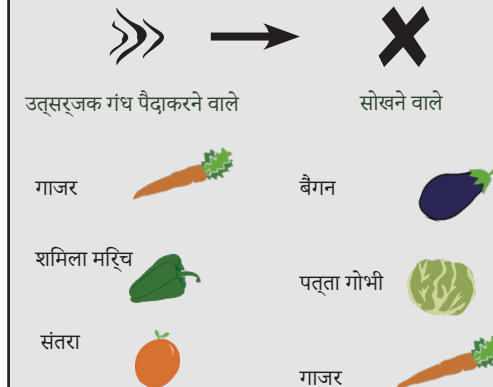 उत्सर्जक गंध पैदाकरने वाले
सोखने वाले
गाजर
बैंगन
शमिला मर्िच
पत्ता गोभी
संतरा
गाजर